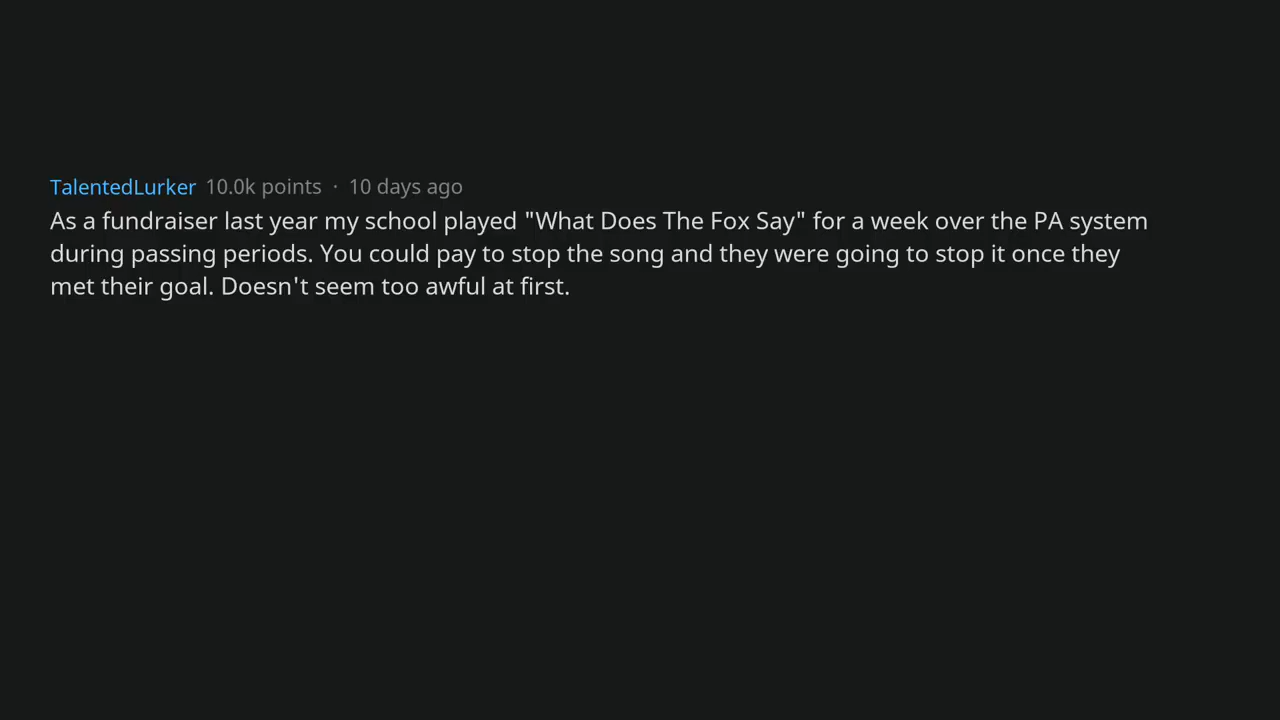 TalentedLurker 10.0k points · 10 days ago
As a fundraiser last year my school played "What Does The Fox Say" for a week over the PA system
during passing periods. You could pay to stop the song and they were going to stop it once they
met their goal. Doesn't seem too awful at first.